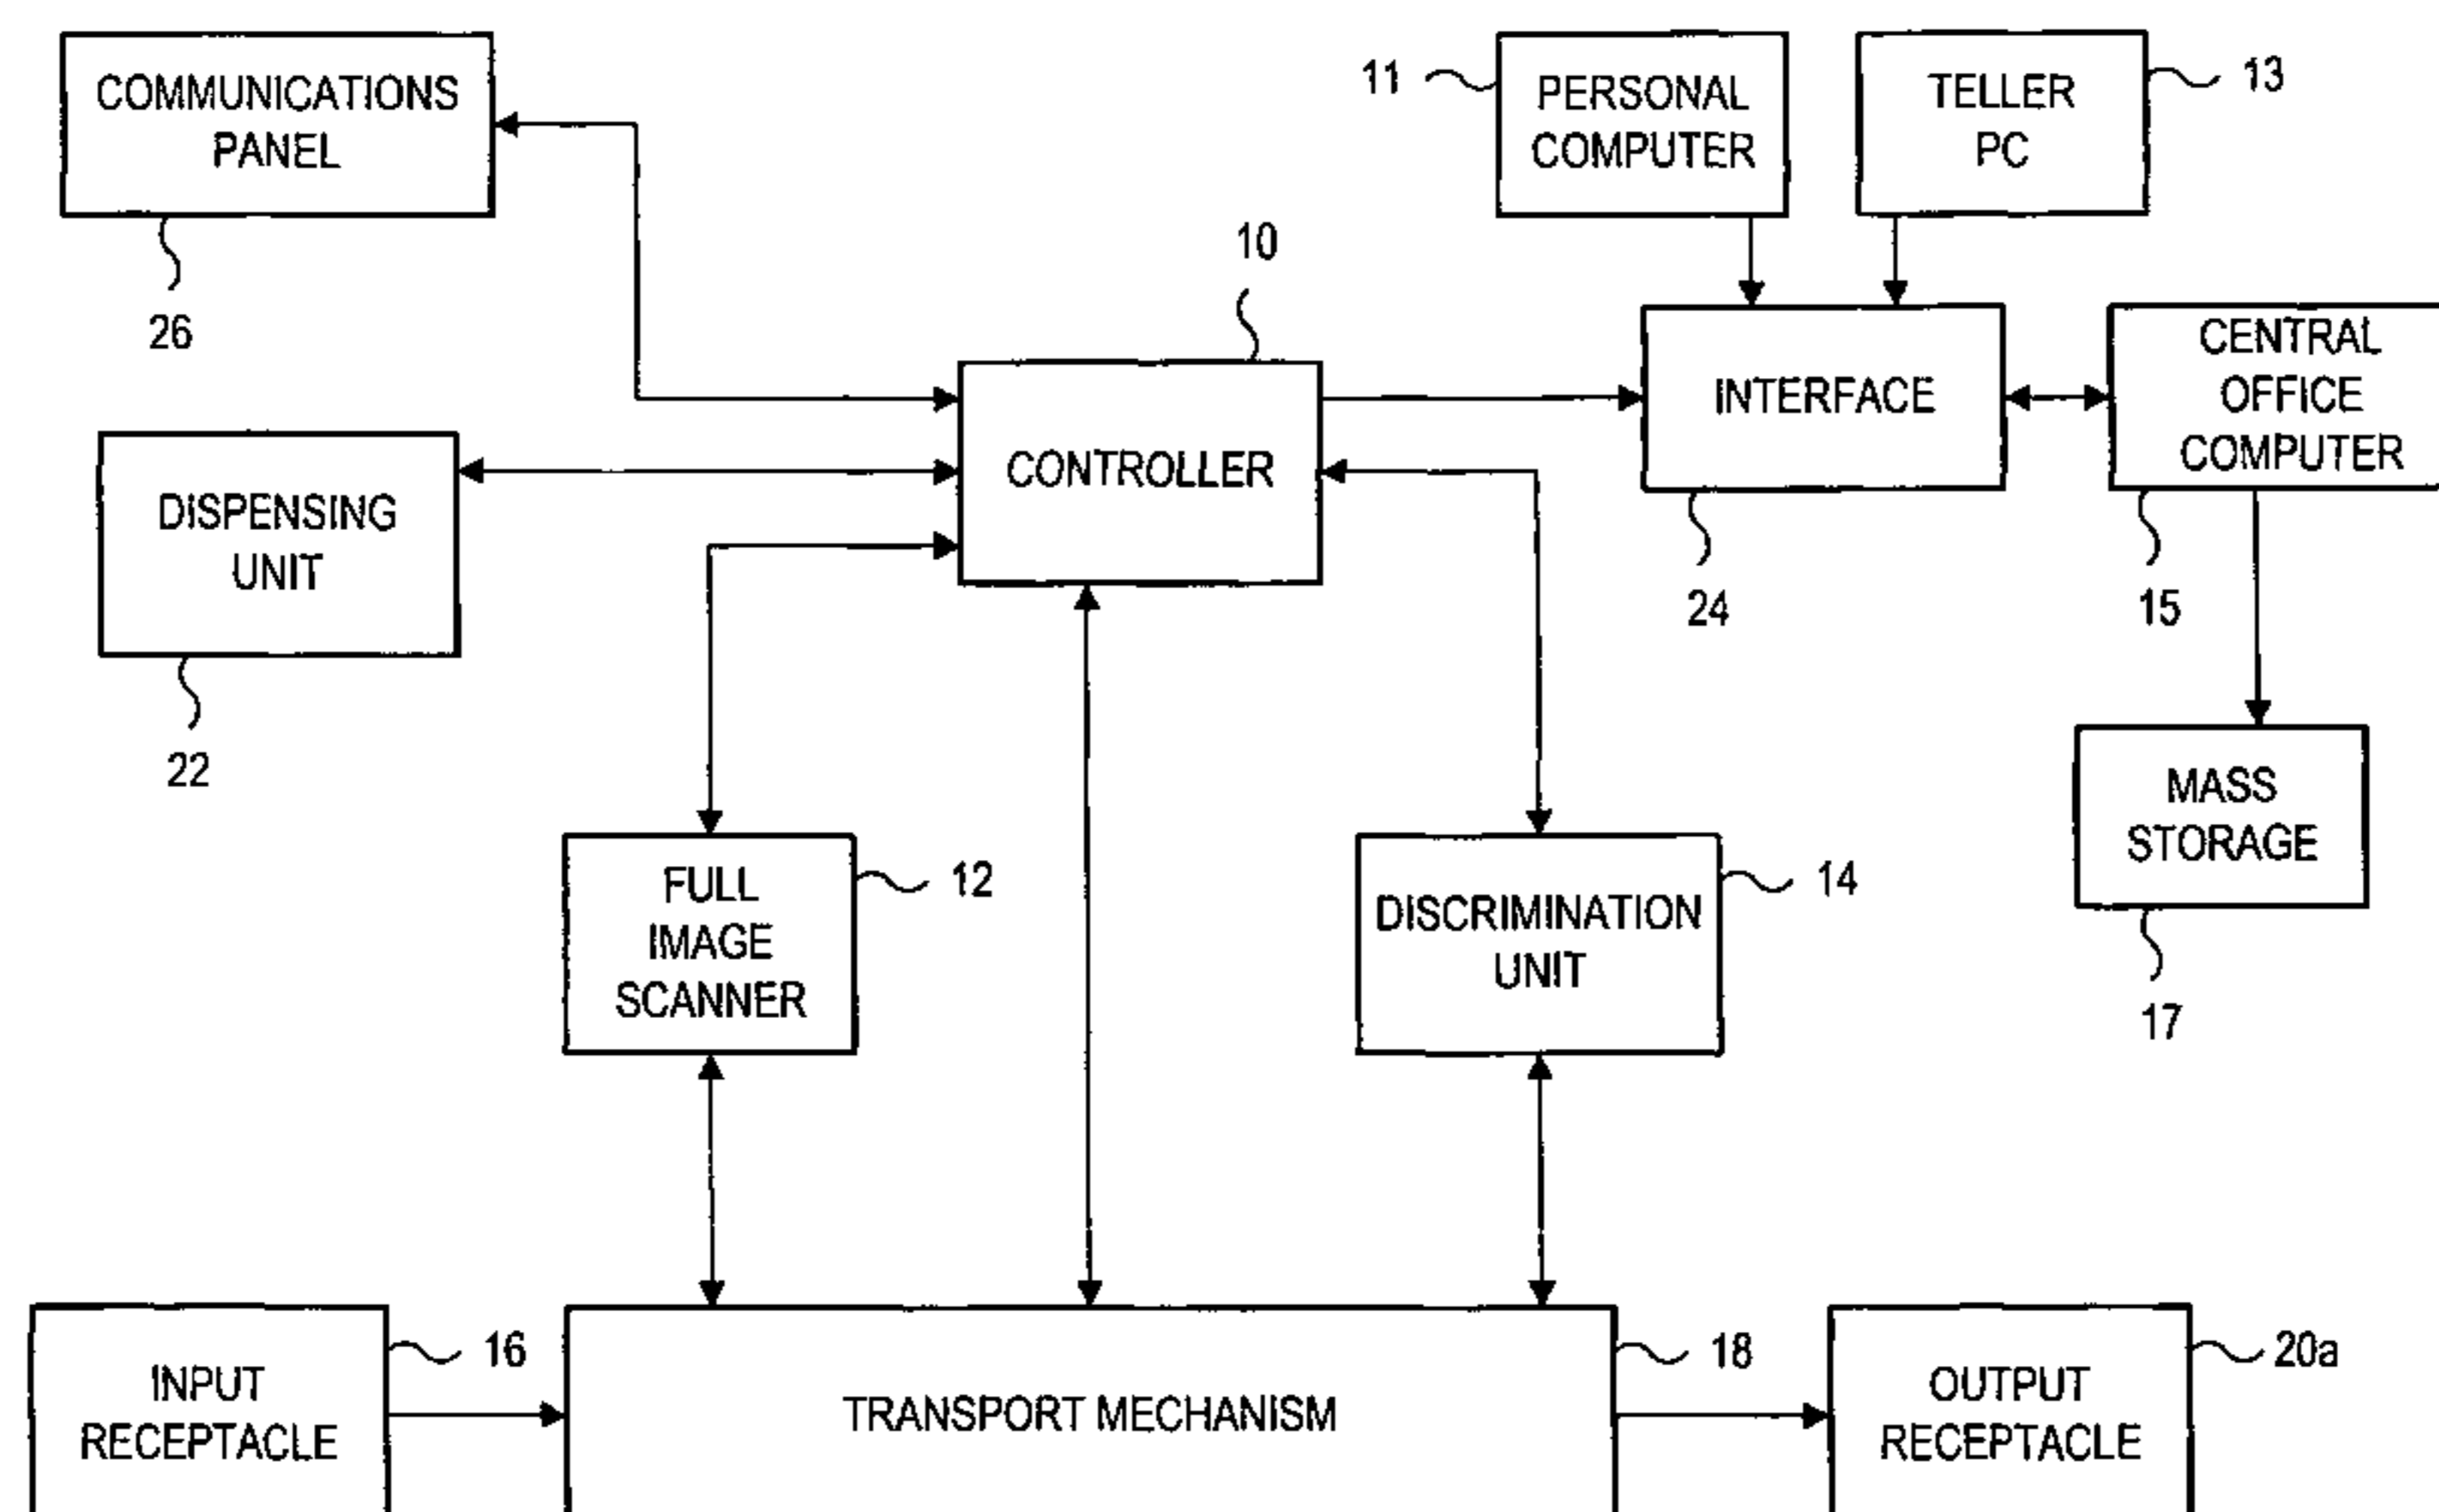 COMMUNICATIONS
PANEL
26
11
PERSONAL
COMPUTER
TELLER
PC
13
10
CONTROLLER
INTERFACE
24
CENTRAL
OFFICE
COMPUTER
15
DISPENSING
UNIT
22
MASS
STORAGE
17
FULL
IMAGE
SCANNER
12
DISCRIMINATION
UNIT
14
INPUT
RECEPTACLE
16
TRANSPORT MECHANISM
18
OUTPUT
RECEPTACLE
20a